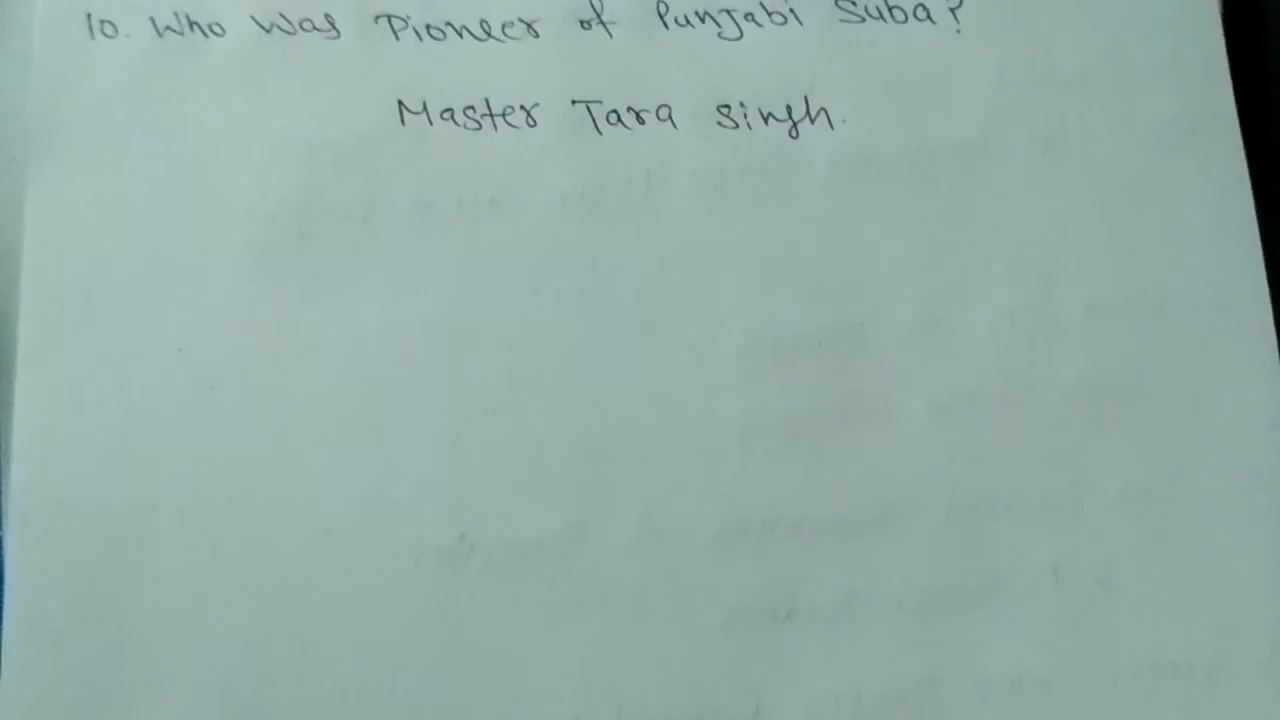 10. Who Was Pioneer of Punjabi Suba?
Master Tara Singh.